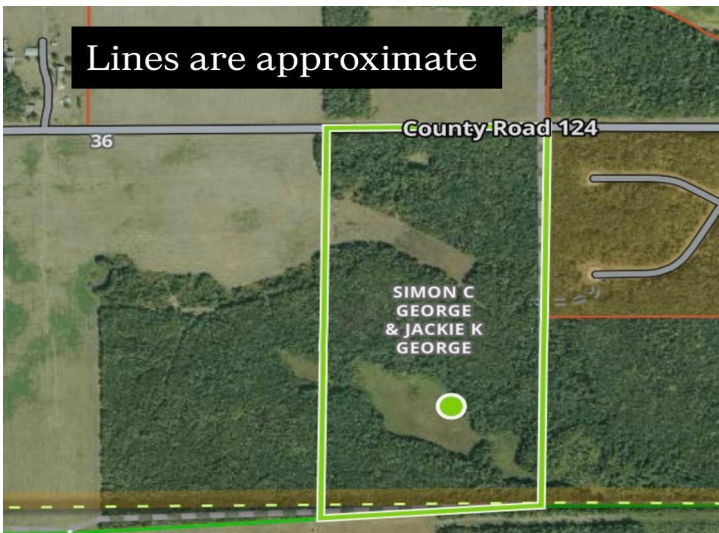 Lines are approximate
County Road 124
36
SIMON C
GEORGE
& JACKIE K
GEORGE